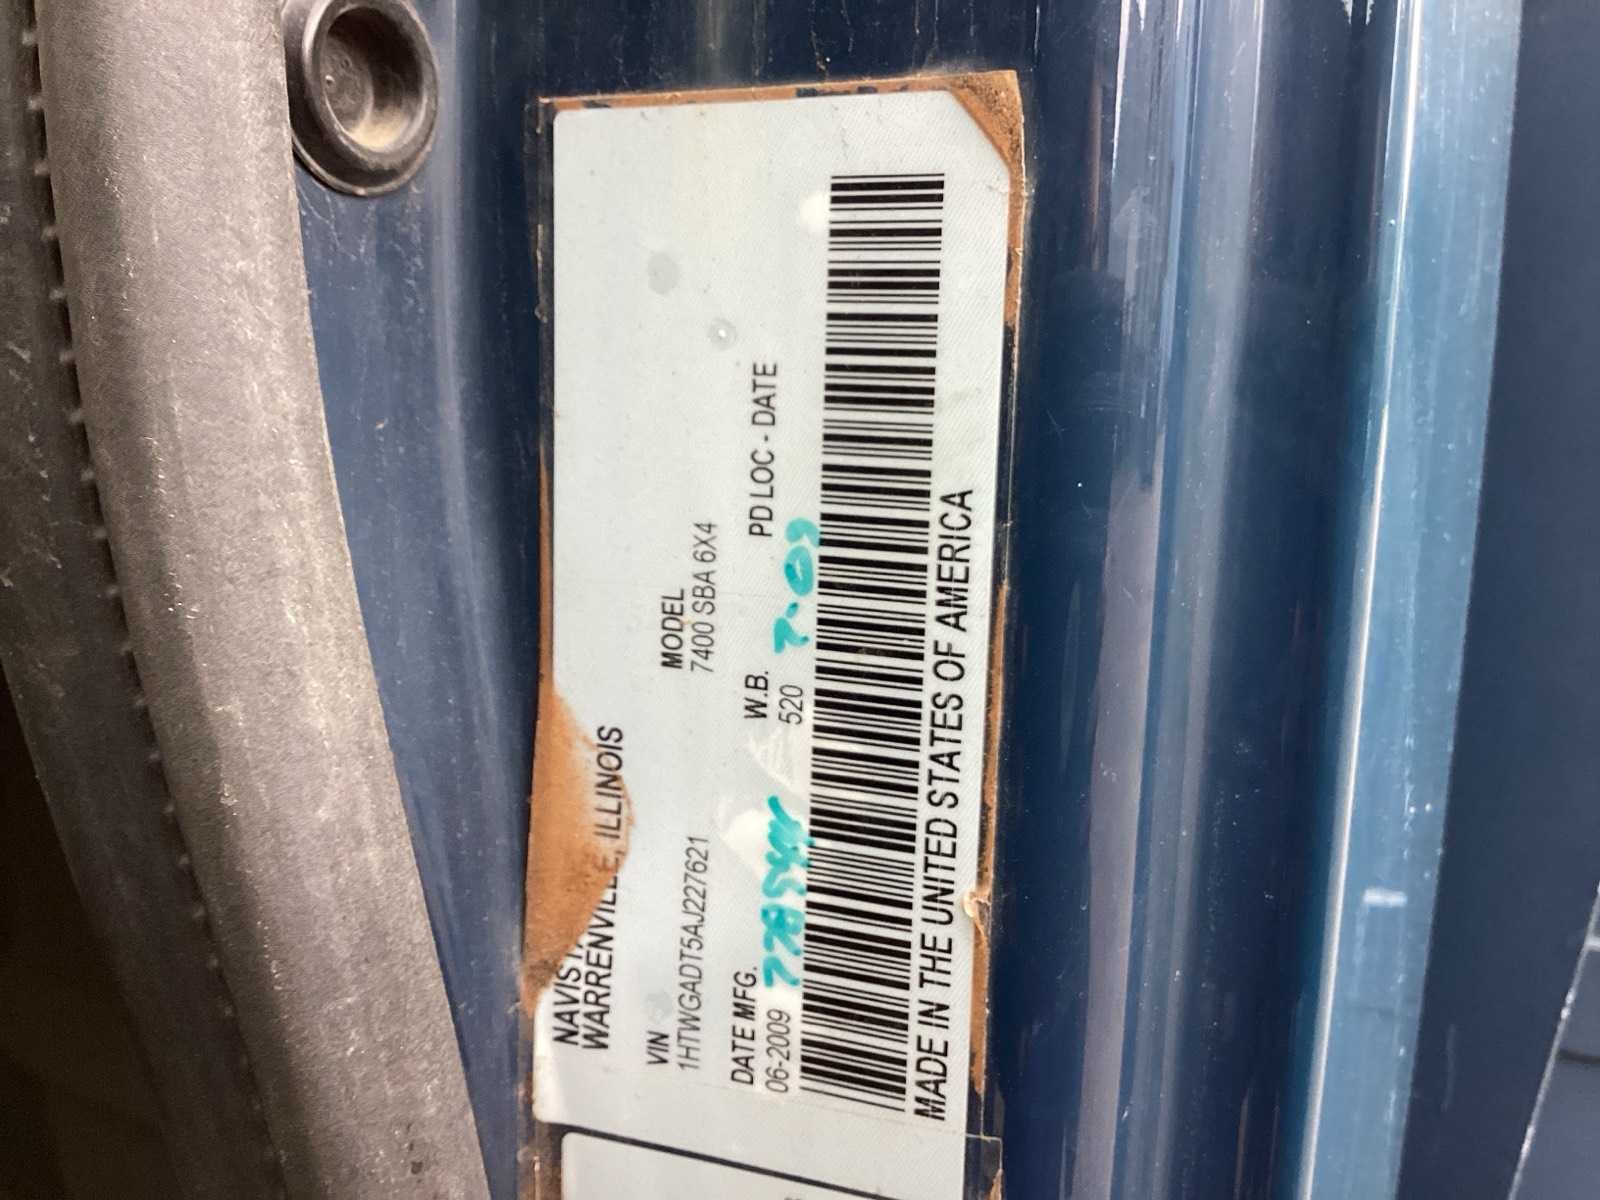 WARRENVILLE, ILLINOIS
VIN
1HTWGADT5AJ227621
MODEL
7400 SBA 6X4
DATE MFG.
06-2009
W.B.
520
PD LOC - DATE
7-09
MADE IN THE UNITED STATES OF AMERICA